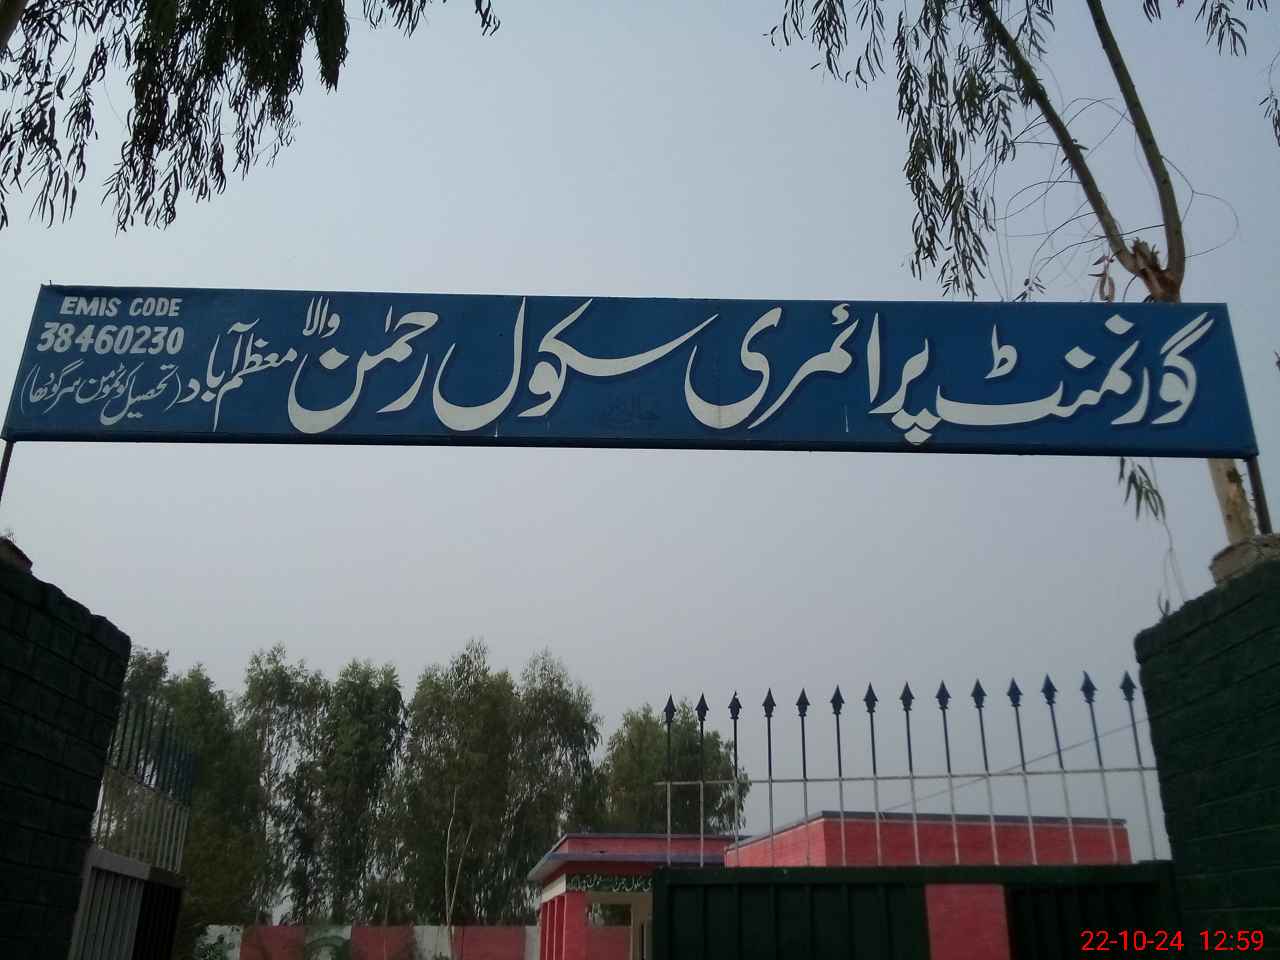 گورنمنٹ پرائمری سکول رحمٰن والا معظم آباد (تحصیل کوٹمومن سرگودھا)
EMIS CODE
38460230
22-10-24 12:59